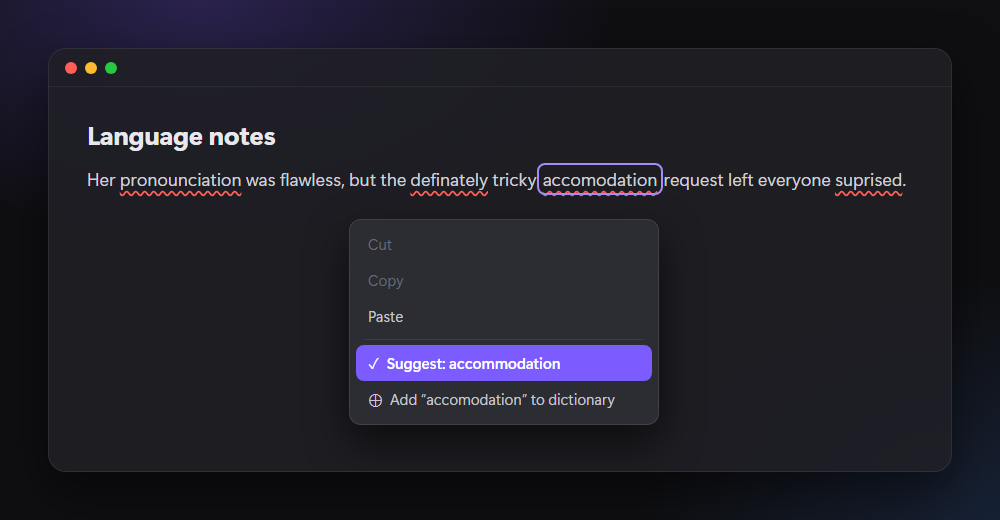 Language notes
Her pronounciation was flawless, but the definately tricky accomodation request left everyone suprised.
Cut
Copy
Paste
✓ Suggest: accommodation
Add “accomodation” to dictionary